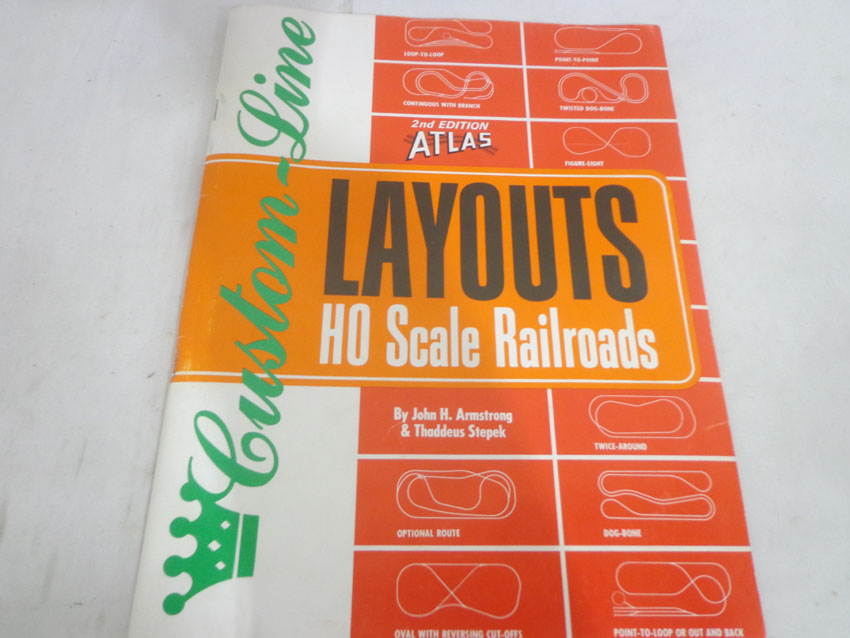 Custom-Line
LOOP-TO-LOOP
POINT-TO-POINT
CONTINUOUS WITH BRANCH
TWISTED DOG-BONE
2nd EDITION
ATLAS
FIGURE-EIGHT
LAYOUTS
HO Scale Railroads
By John H. Armstrong
& Thaddeus Stepek
TWICE-AROUND
OPTIONAL ROUTE
DOG-BONE
OVAL WITH REVERSING CUT-OFFS
POINT-TO-LOOP OR OUT AND BACK